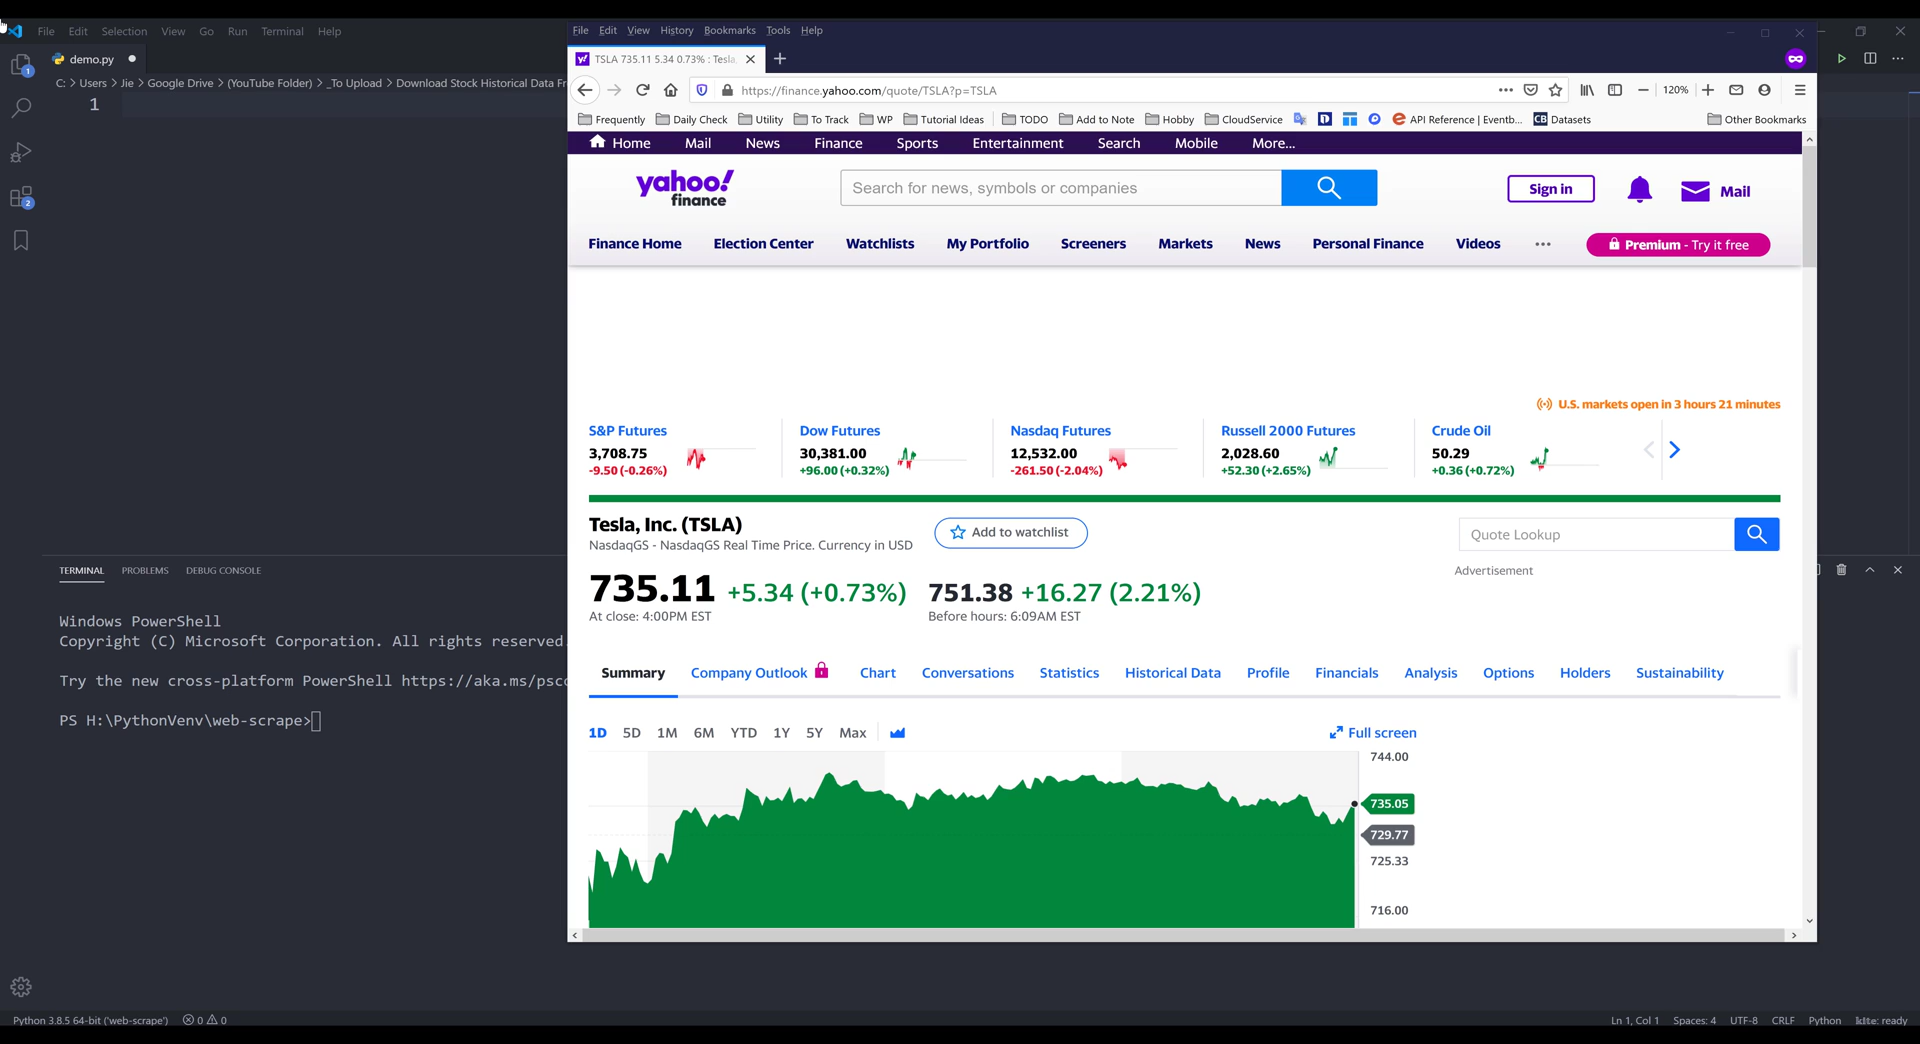 File Edit Selection View Go Run Terminal Help
demo.py
C: > Users > Jie > Google Drive > (YouTube Folder) > _To Upload > Download Stock Historical Data Fr
1
1
2
File Edit View History Bookmarks Tools Help
TSLA 735.11 5.34 0.73% : Tesla,
https://finance.yahoo.com/quote/TSLA?p=TSLA
120%
Frequently Daily Check Utility To Track WP Tutorial Ideas TODO Add to Note Hobby CloudService API Reference | Eventb... CB Datasets Other Bookmarks
Home Mail News Finance Sports Entertainment Search Mobile More...
yahoo!
finance
Search for news, symbols or companies
Sign in
Mail
Finance Home Election Center Watchlists My Portfolio Screeners Markets News Personal Finance Videos ••• Premium - Try it free
U.S. markets open in 3 hours 21 minutes
S&P Futures
3,708.75
-9.50 (-0.26%)
Dow Futures
30,381.00
+96.00 (+0.32%)
Nasdaq Futures
12,532.00
-261.50 (-2.04%)
Russell 2000 Futures
2,028.60
+52.30 (+2.65%)
Crude Oil
50.29
+0.36 (+0.72%)
Tesla, Inc. (TSLA)
NasdaqGS - NasdaqGS Real Time Price. Currency in USD
Add to watchlist
Quote Lookup
Advertisement
735.11 +5.34 (+0.73%)
At close: 4:00PM EST
751.38 +16.27 (2.21%)
Before hours: 6:09AM EST
Summary Company Outlook Chart Conversations Statistics Historical Data Profile Financials Analysis Options Holders Sustainability
1D 5D 1M 6M YTD 1Y 5Y Max
Full screen
744.00
735.05
729.77
725.33
716.00
TERMINAL PROBLEMS DEBUG CONSOLE
Windows PowerShell
Copyright (C) Microsoft Corporation. All rights reserved.
Try the new cross-platform PowerShell https://aka.ms/psco
PS H:\PythonVenv\web-scrape>
Python 3.8.5 64-bit ('web-scrape') 0 0
Ln 1, Col 1 Spaces: 4 UTF-8 CRLF Python kite: ready